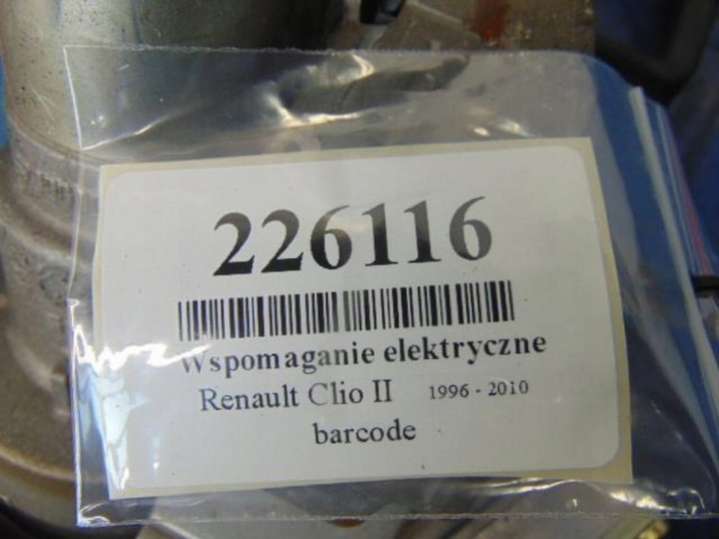 226116
Wspomaganie elektryczne
Renault Clio II 1996 - 2010
barcode